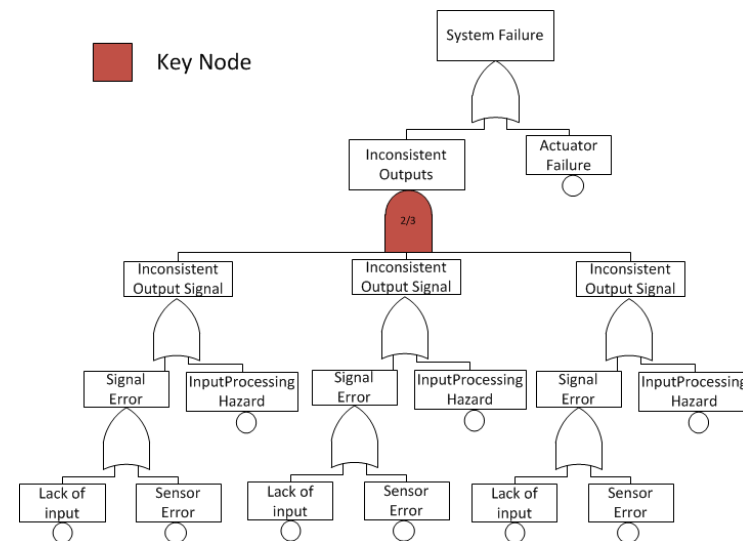 System Failure
Key Node
Inconsistent
Outputs
Actuator
Failure
2/3
Inconsistent
Output Signal
Inconsistent
Output Signal
Inconsistent
Output Signal
Signal
Error
InputProcessing
Hazard
Signal
Error
InputProcessing
Hazard
Signal
Error
InputProcessing
Hazard
Lack of
input
Sensor
Error
Lack of
input
Sensor
Error
Lack of
input
Sensor
Error